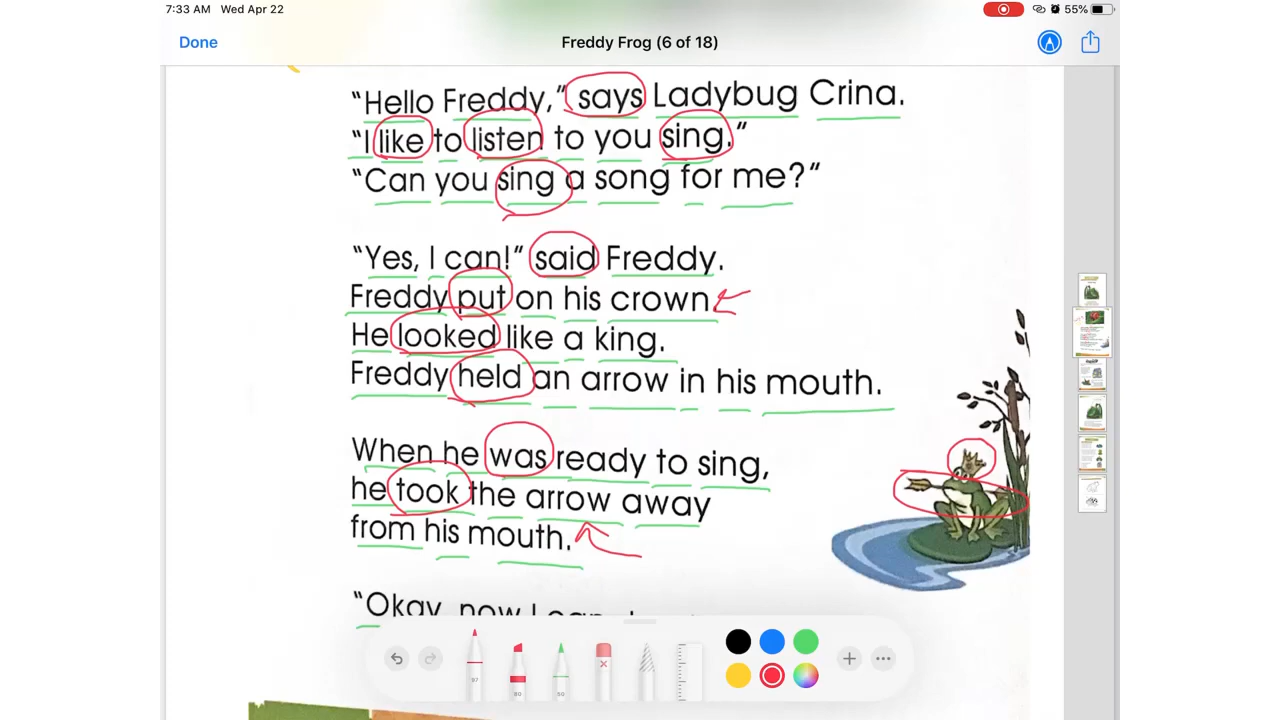 7:33 AM Wed Apr 22
55%
Done
Freddy Frog (6 of 18)
"Hello Freddy," says Ladybug Crina.
"I like to listen to you sing."
"Can you sing a song for me?"
"Yes, I can!" said Freddy.
Freddy put on his crown.
He looked like a king.
Freddy held an arrow in his mouth.
When he was ready to sing,
he took the arrow away
from his mouth.
"Okay, now I can
97
80
50